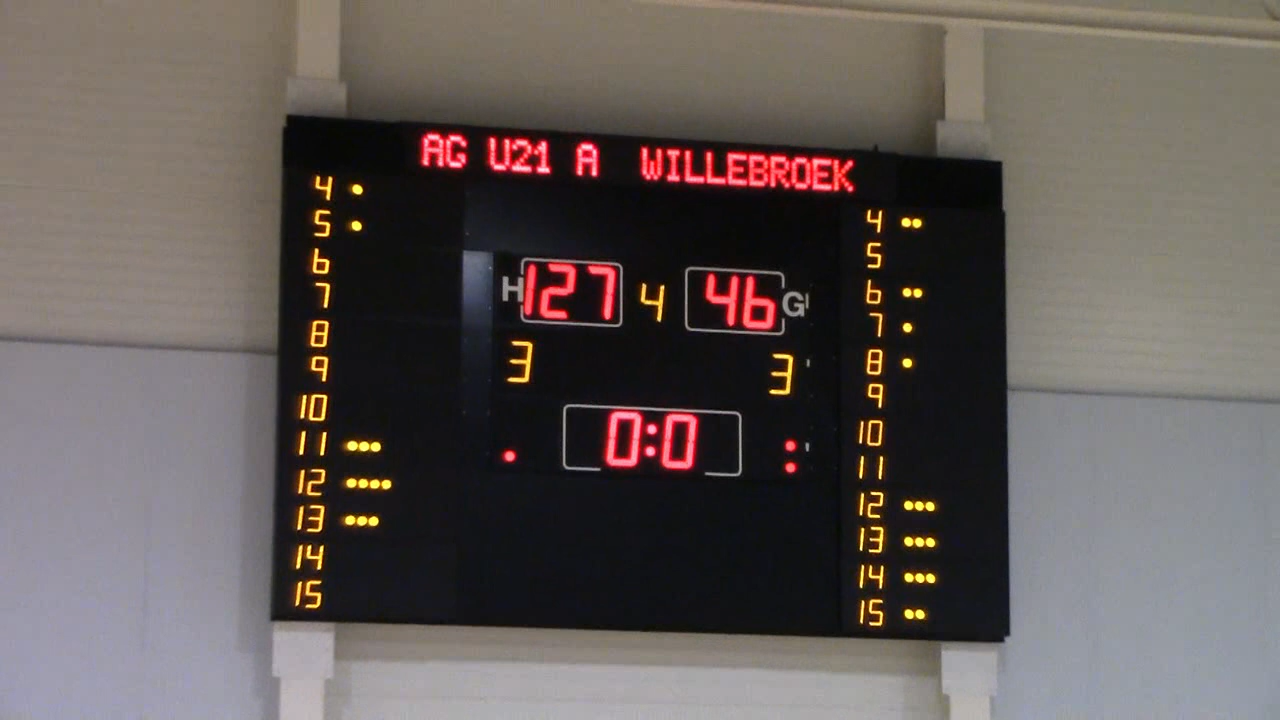 AG U21 A WILLEBROEK
4 • 4 ••
5 • 5
6 6 ••
7 7 •
8 8 •
9 9
10 10
11 ••• 11
12 •••• 12 •••
13 ••• 13 •••
14 14 •••
15 15 ••
H 127 4 46 G
3 3
0:0